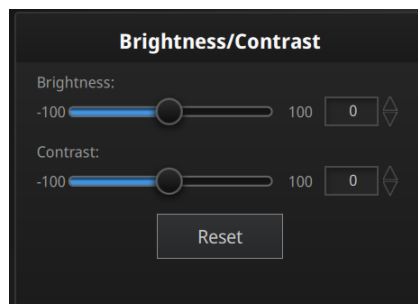 Brightness/Contrast
Brightness:
-100 100 0
Contrast:
-100 100 0
Reset